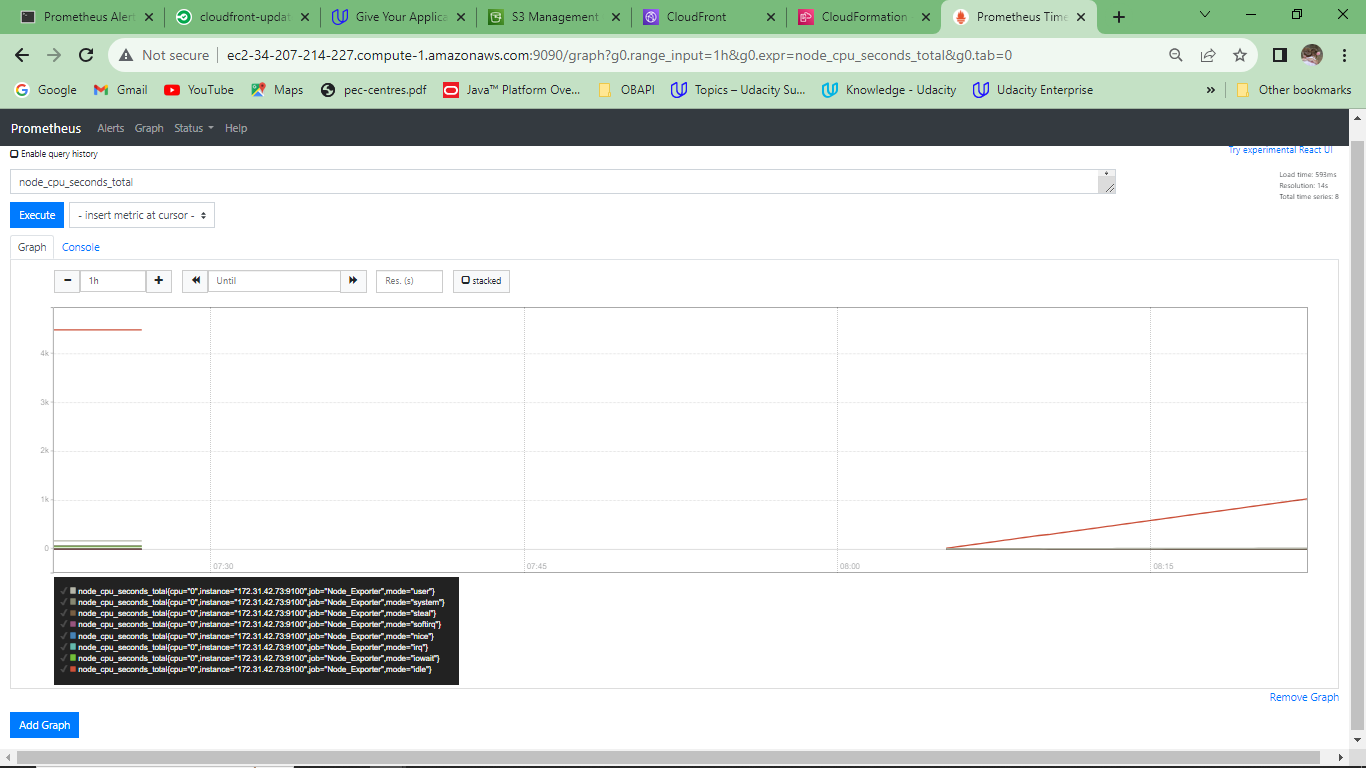 Prometheus Aler
cloudfront-updat
Give Your Applica
S3 Management
CloudFront
CloudFormation
Prometheus Time
Not secure
ec2-34-207-214-227.compute-1.amazonaws.com:9090/graph?g0.range_input=1h&g0.expr=node_cpu_seconds_total&g0.tab=0
Google
Gmail
YouTube
Maps
pec-centres.pdf
Java™ Platform Ove...
OBAPI
Topics – Udacity Su...
Knowledge - Udacity
Udacity Enterprise
»
Other bookmarks
Prometheus
Alerts
Graph
Status
Help
Enable query history
Try experimental React UI
node_cpu_seconds_total
Load time: 593ms
Resolution: 14s
Total time series: 8
Execute
- insert metric at cursor -
Graph
Console
1h
Until
Res. (s)
stacked
4k
3k
2k
1k
0
07:30
07:45
08:00
08:15
node_cpu_seconds_total{cpu="0",instance="172.31.42.73:9100",job="Node_Exporter",mode="user"}
node_cpu_seconds_total{cpu="0",instance="172.31.42.73:9100",job="Node_Exporter",mode="system"}
node_cpu_seconds_total{cpu="0",instance="172.31.42.73:9100",job="Node_Exporter",mode="steal"}
node_cpu_seconds_total{cpu="0",instance="172.31.42.73:9100",job="Node_Exporter",mode="softirq"}
node_cpu_seconds_total{cpu="0",instance="172.31.42.73:9100",job="Node_Exporter",mode="nice"}
node_cpu_seconds_total{cpu="0",instance="172.31.42.73:9100",job="Node_Exporter",mode="irq"}
node_cpu_seconds_total{cpu="0",instance="172.31.42.73:9100",job="Node_Exporter",mode="iowait"}
node_cpu_seconds_total{cpu="0",instance="172.31.42.73:9100",job="Node_Exporter",mode="idle"}
Remove Graph
Add Graph